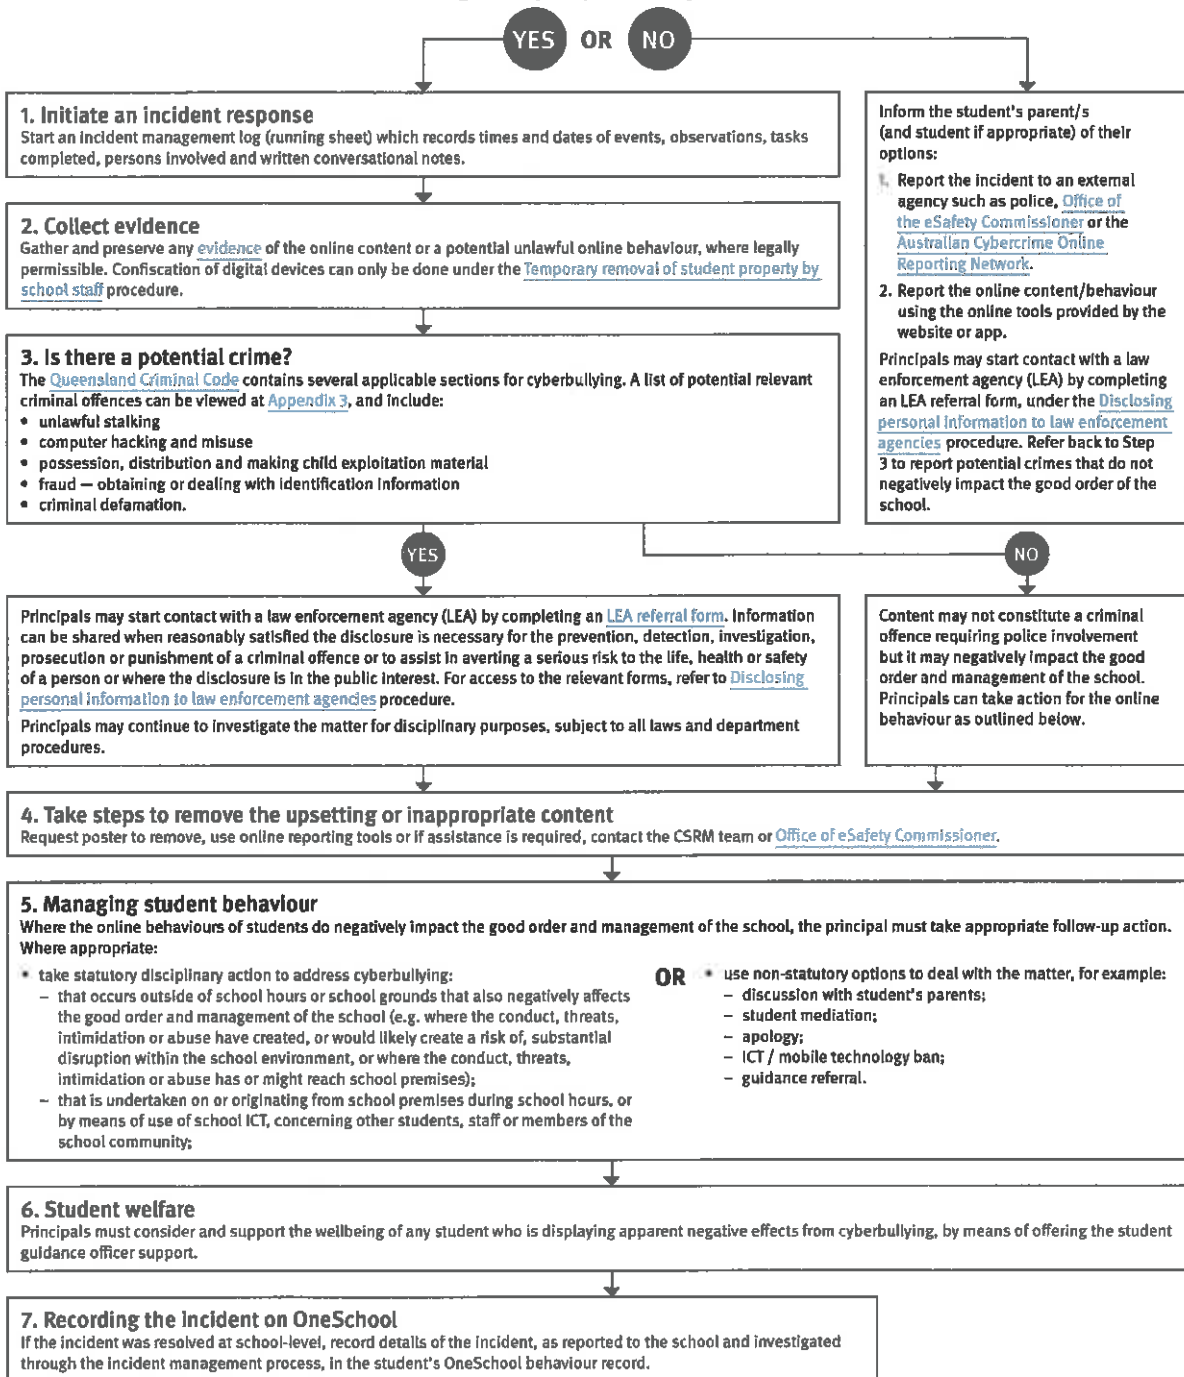 YES OR NO
1. Initiate an incident response
Start an incident management log (running sheet) which records times and dates of events, observations, tasks
completed, persons involved and written conversational notes.
2. Collect evidence
Gather and preserve any evidence of the online content or a potential unlawful online behaviour, where legally
permissible. Confiscation of digital devices can only be done under the Temporary removal of student property by
school staff procedure.
3. Is there a potential crime?
The Queensland Criminal Code contains several applicable sections for cyberbullying. A list of potential relevant
criminal offences can be viewed at Appendix 3, and include:
• unlawful stalking
• computer hacking and misuse
• possession, distribution and making child exploitation material
• fraud — obtaining or dealing with identification information
• criminal defamation.
Inform the student's parent/s
(and student if appropriate) of their
options:
1. Report the incident to an external
agency such as police, Office of
the eSafety Commissioner or the
Australian Cybercrime Online
Reporting Network.
2. Report the online content/behaviour
using the online tools provided by the
website or app.
Principals may start contact with a law
enforcement agency (LEA) by completing
an LEA referral form, under the Disclosing
personal information to law enforcement
agencies procedure. Refer back to Step
3 to report potential crimes that do not
negatively impact the good order of the
school.
YES
NO
Principals may start contact with a law enforcement agency (LEA) by completing an LEA referral form. Information
can be shared when reasonably satisfied the disclosure is necessary for the prevention, detection, investigation,
prosecution or punishment of a criminal offence or to assist in averting a serious risk to the life, health or safety
of a person or where the disclosure is in the public interest. For access to the relevant forms, refer to Disclosing
personal information to law enforcement agencies procedure.
Principals may continue to investigate the matter for disciplinary purposes, subject to all laws and department
procedures.
Content may not constitute a criminal
offence requiring police involvement
but it may negatively impact the good
order and management of the school.
Principals can take action for the online
behaviour as outlined below.
4. Take steps to remove the upsetting or inappropriate content
Request poster to remove, use online reporting tools or if assistance is required, contact the CSRM team or Office of eSafety Commissioner.
5. Managing student behaviour
Where the online behaviours of students do negatively impact the good order and management of the school, the principal must take appropriate follow-up action.
Where appropriate:
• take statutory disciplinary action to address cyberbullying:
– that occurs outside of school hours or school grounds that also negatively affects
the good order and management of the school (e.g. where the conduct, threats,
intimidation or abuse have created, or would likely create a risk of, substantial
disruption within the school environment, or where the conduct, threats,
intimidation or abuse has or might reach school premises);
– that is undertaken on or originating from school premises during school hours, or
by means of use of school ICT, concerning other students, staff or members of the
school community;
OR
• use non-statutory options to deal with the matter, for example:
– discussion with student's parents;
– student mediation;
– apology;
– ICT / mobile technology ban;
– guidance referral.
6. Student welfare
Principals must consider and support the wellbeing of any student who is displaying apparent negative effects from cyberbullying, by means of offering the student
guidance officer support.
7. Recording the incident on OneSchool
If the incident was resolved at school-level, record details of the incident, as reported to the school and investigated
through the incident management process, in the student's OneSchool behaviour record.